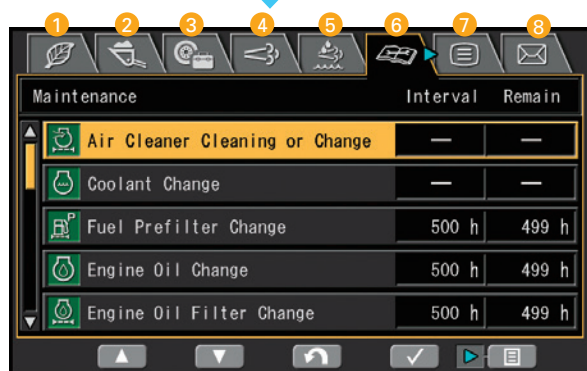 1 2 3 4 5 6 7 8
Maintenance Interval Remain
Air Cleaner Cleaning or Change — —
Coolant Change — —
Fuel Prefilter Change 500 h 499 h
Engine Oil Change 500 h 499 h
Engine Oil Filter Change 500 h 499 h